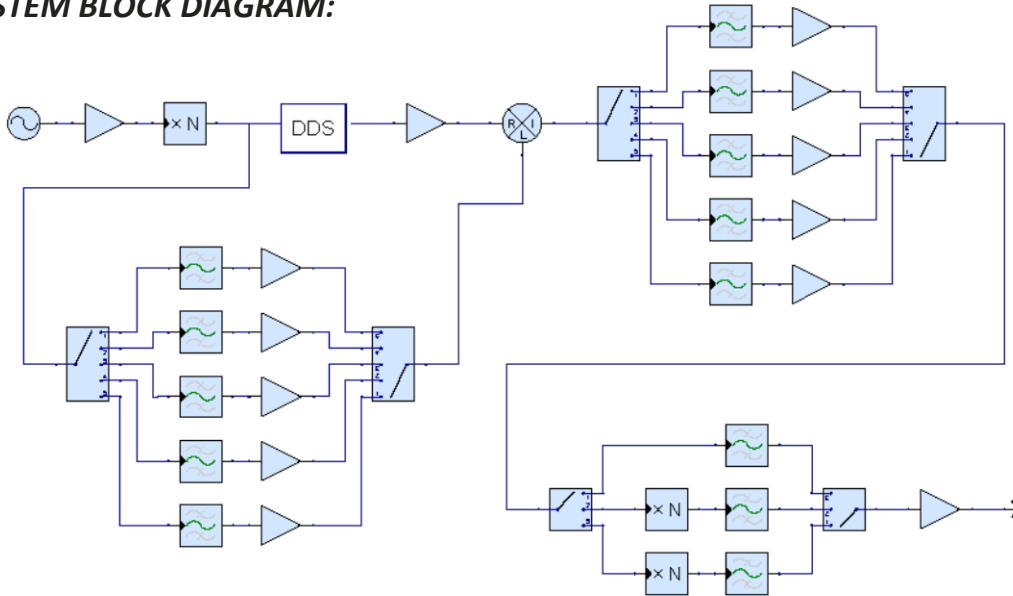 STEM BLOCK DIAGRAM:
× N
DDS
R I
L
× N
× N